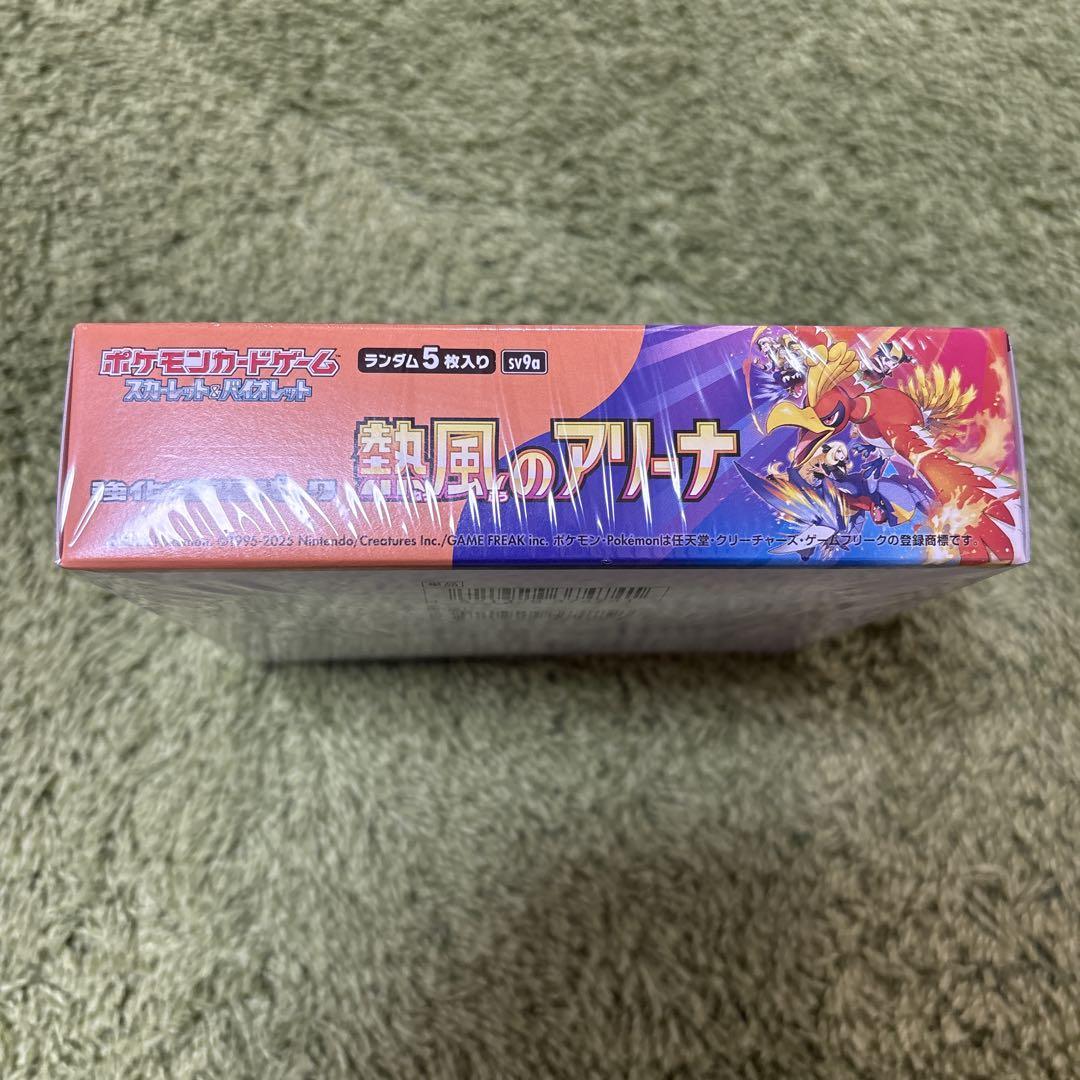 ポケモンカードゲーム™
スカーレット&バイオレット
ランダム5枚入り
sv9a
熱風のアリーナ
©1995-2025 Nintendo/Creatures Inc./GAME FREAK inc. ポケモン・Pokémonは任天堂・クリーチャーズ・ゲームフリークの登録商標です。